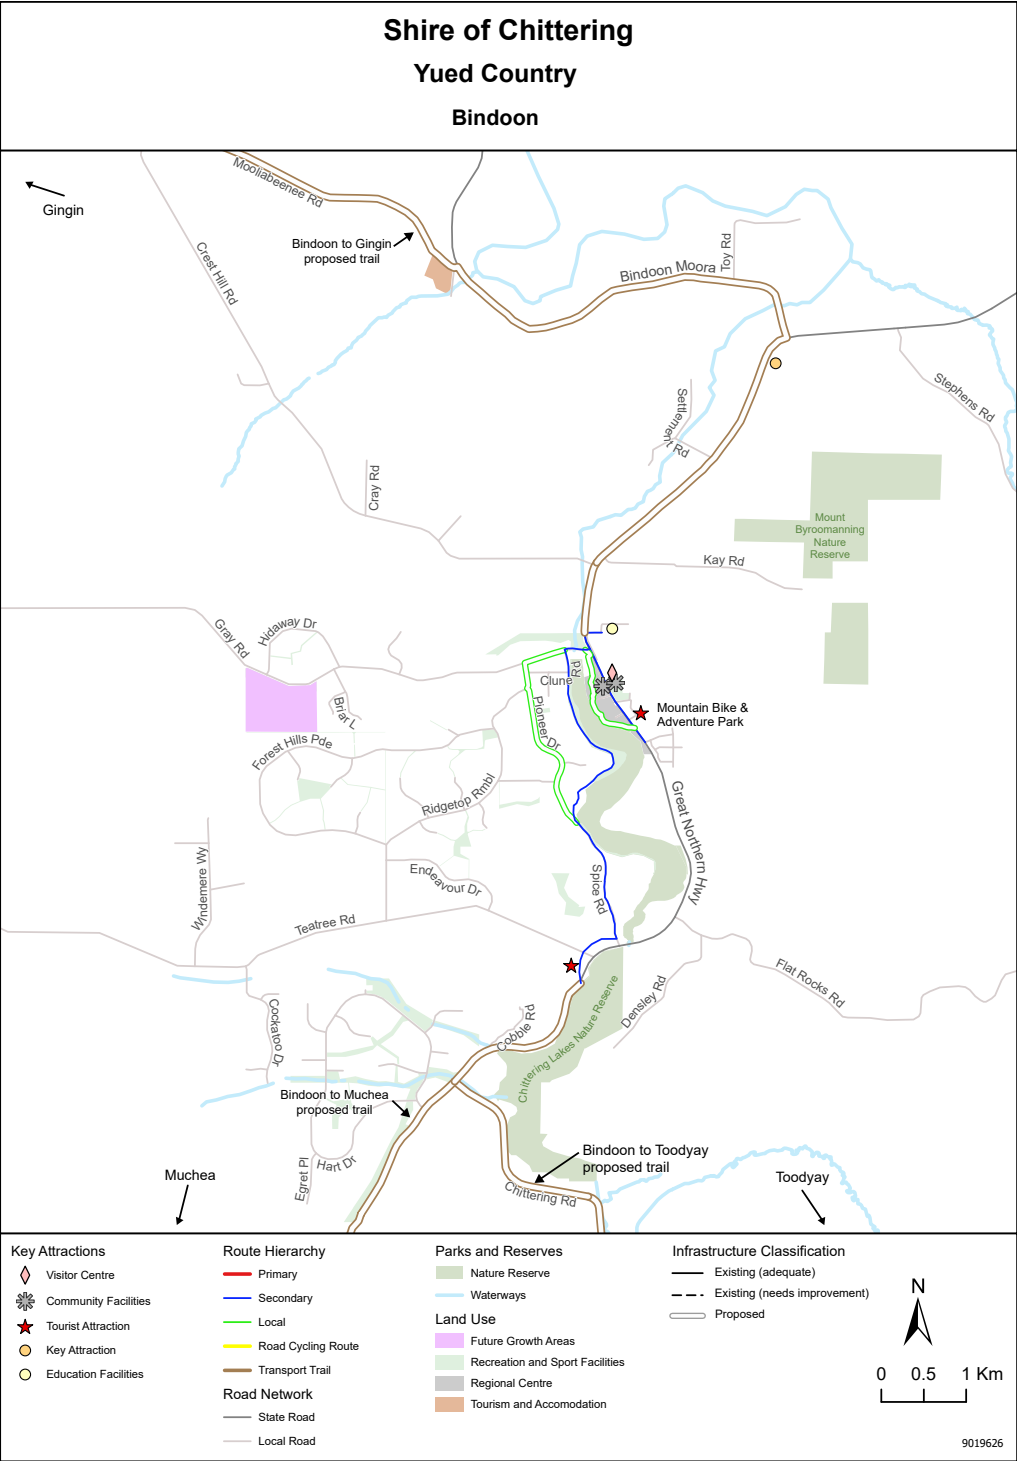 Shire of Chittering
Yued Country
Bindoon
Gingin
Mooliabeenee Rd
Bindoon to Gingin
proposed trail
Crest Hill Rd
Toy Rd
Bindoon Moora
Stephens Rd
Settlement Rd
Cray Rd
Mount
Byroomanning
Nature
Reserve
Kay Rd
Gray Rd
Hidaway Dr
Clune
Rd
Briar L
Pioneer Dr
Mountain Bike &
Adventure Park
Forest Hills Pde
Ridgetop Rmbl
Great Northern Hwy
Windemere Wy
Endeavour Dr
Spice Rd
Teatree Rd
Flat Rocks Rd
Densley Rd
Cockatoo Dr
Cobble Rd
Chittering Lakes Nature Reserve
Bindoon to Muchea
proposed trail
Bindoon to Toodyay
proposed trail
Hart Dr
Egret Pl
Chittering Rd
Muchea
Toodyay
Key Attractions
Visitor Centre
Community Facilities
Tourist Attraction
Key Attraction
Education Facilities
Route Hierarchy
Primary
Secondary
Local
Road Cycling Route
Transport Trail
Road Network
State Road
Local Road
Parks and Reserves
Nature Reserve
Waterways
Land Use
Future Growth Areas
Recreation and Sport Facilities
Regional Centre
Tourism and Accomodation
Infrastructure Classification
Existing (adequate)
Existing (needs improvement)
Proposed
N
0 0.5 1 Km
9019626